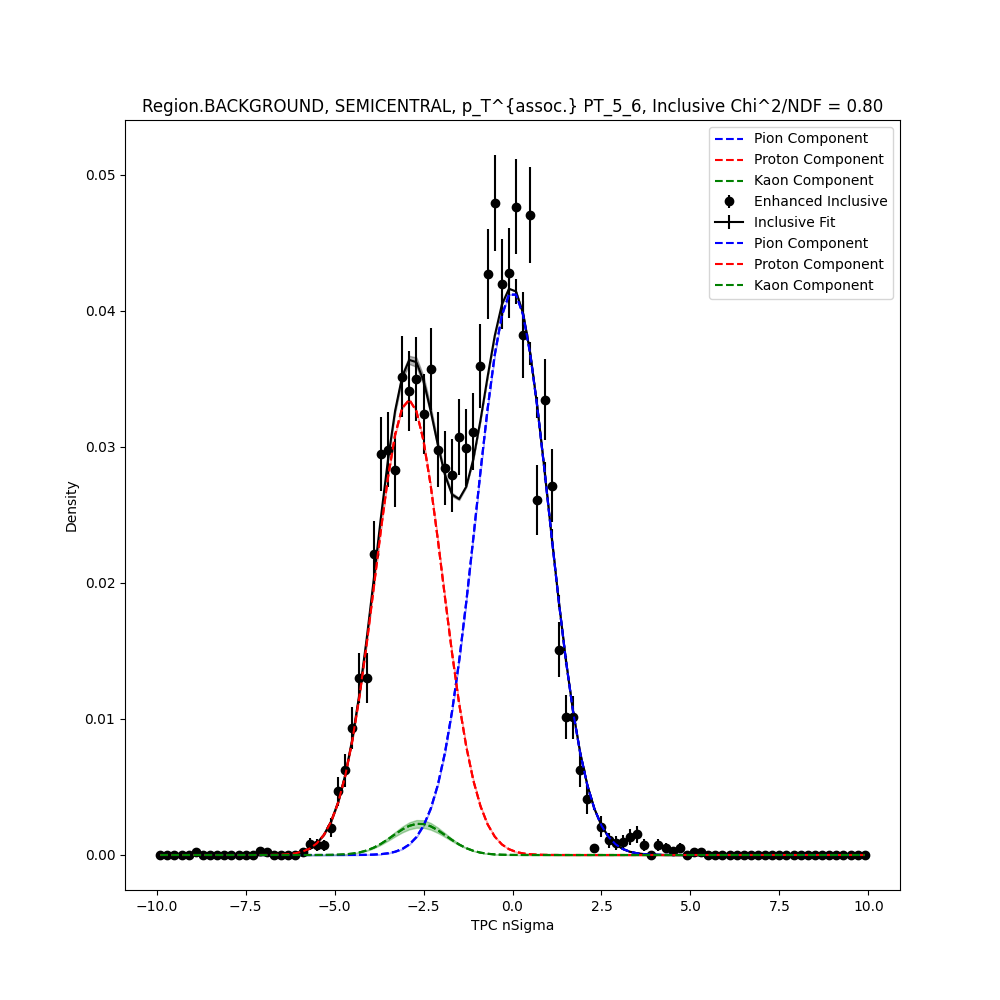 Region.BACKGROUND, SEMICENTRAL, p_T^{assoc.} PT_5_6, Inclusive Chi^2/NDF = 0.80
Pion Component
Proton Component
Kaon Component
Enhanced Inclusive
Inclusive Fit
Pion Component
Proton Component
Kaon Component
0.05
0.04
0.03
0.02
0.01
0.00
Density
−10.0 −7.5 −5.0 −2.5 0.0 2.5 5.0 7.5 10.0
TPC nSigma